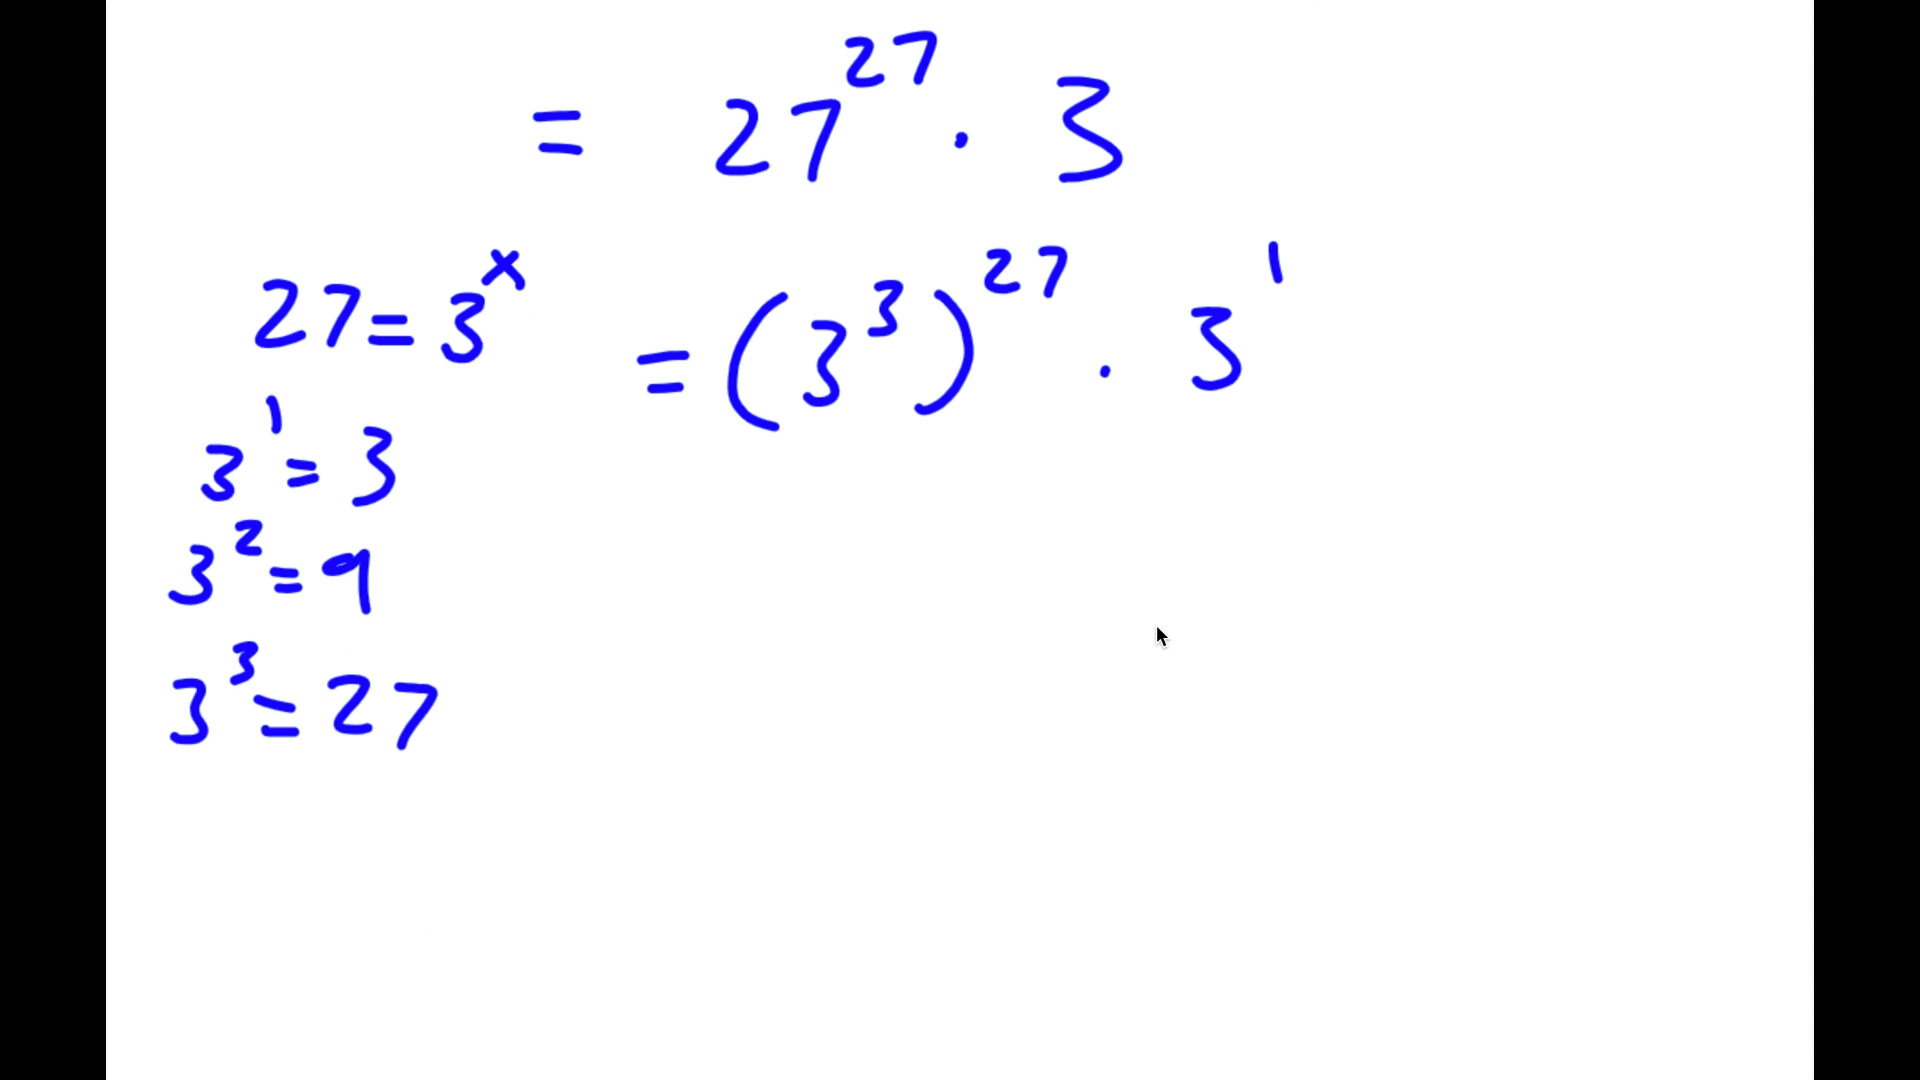 = 27^27 · 3
27 = 3^x = (3^3)^27 · 3^1
3^1 = 3
3^2 = 9
3^3 = 27